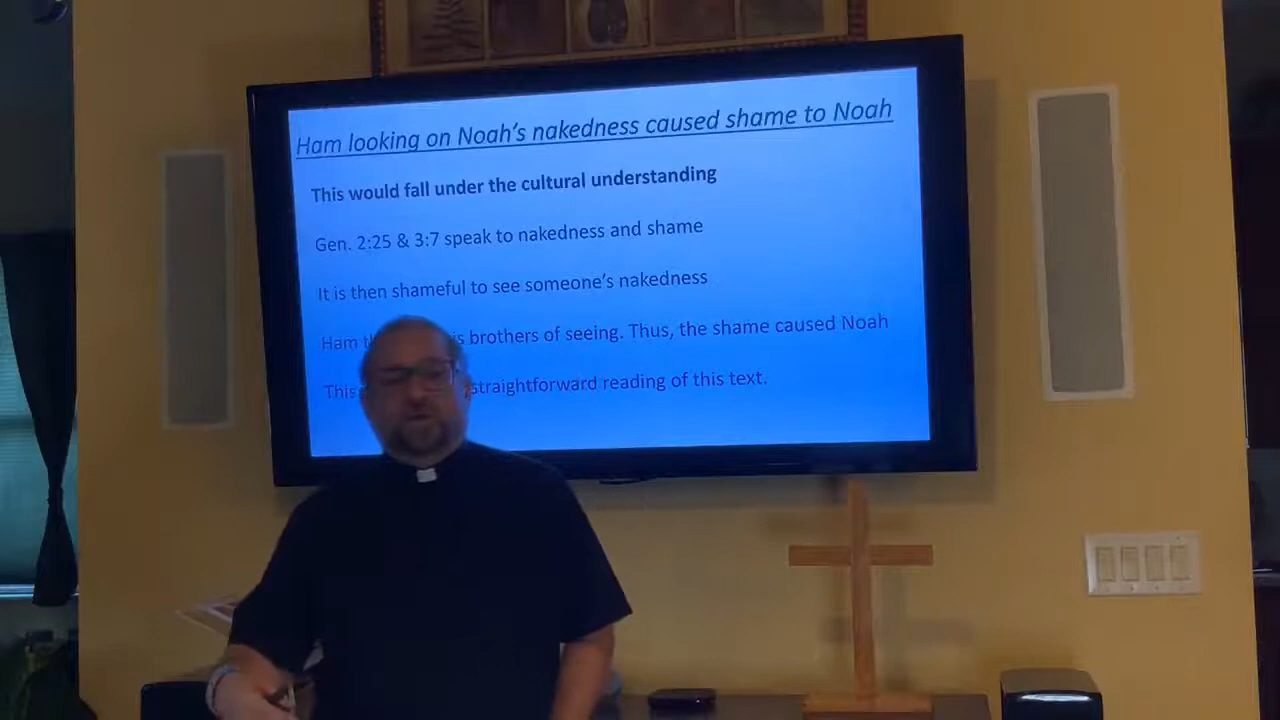 Ham looking on Noah's nakedness caused shame to Noah
This would fall under the cultural understanding
Gen. 2:25 & 3:7 speak to nakedness and shame
It is then shameful to see someone's nakedness
Ham brothers of seeing. Thus, the shame caused Noah
This straightforward reading of this text.